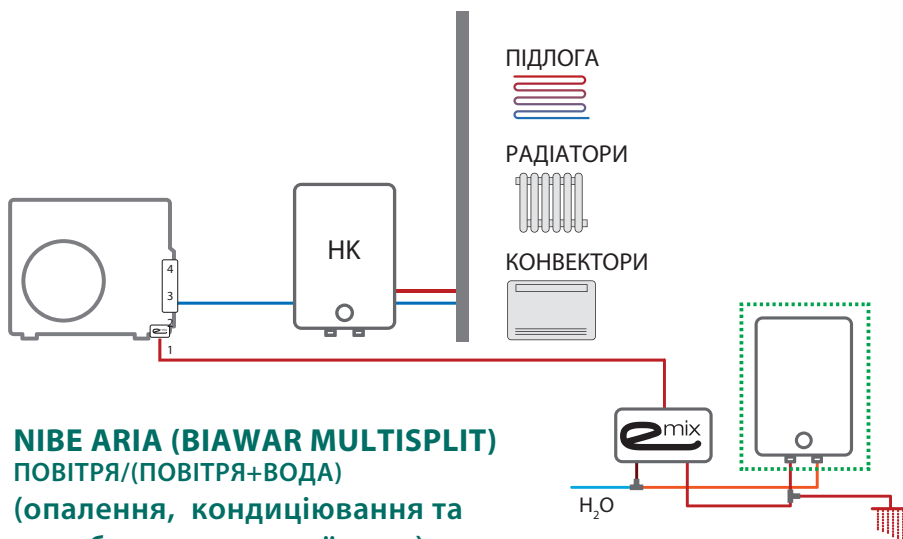 ПІДЛОГА
РАДІАТОРИ
КОНВЕКТОРИ
НК
4
3
2
1
emix
H₂O
NIBE ARIA (BIAWAR MULTISPLIT)
ПОВІТРЯ/(ПОВІТРЯ+ВОДА)
(опалення, кондиціювання та